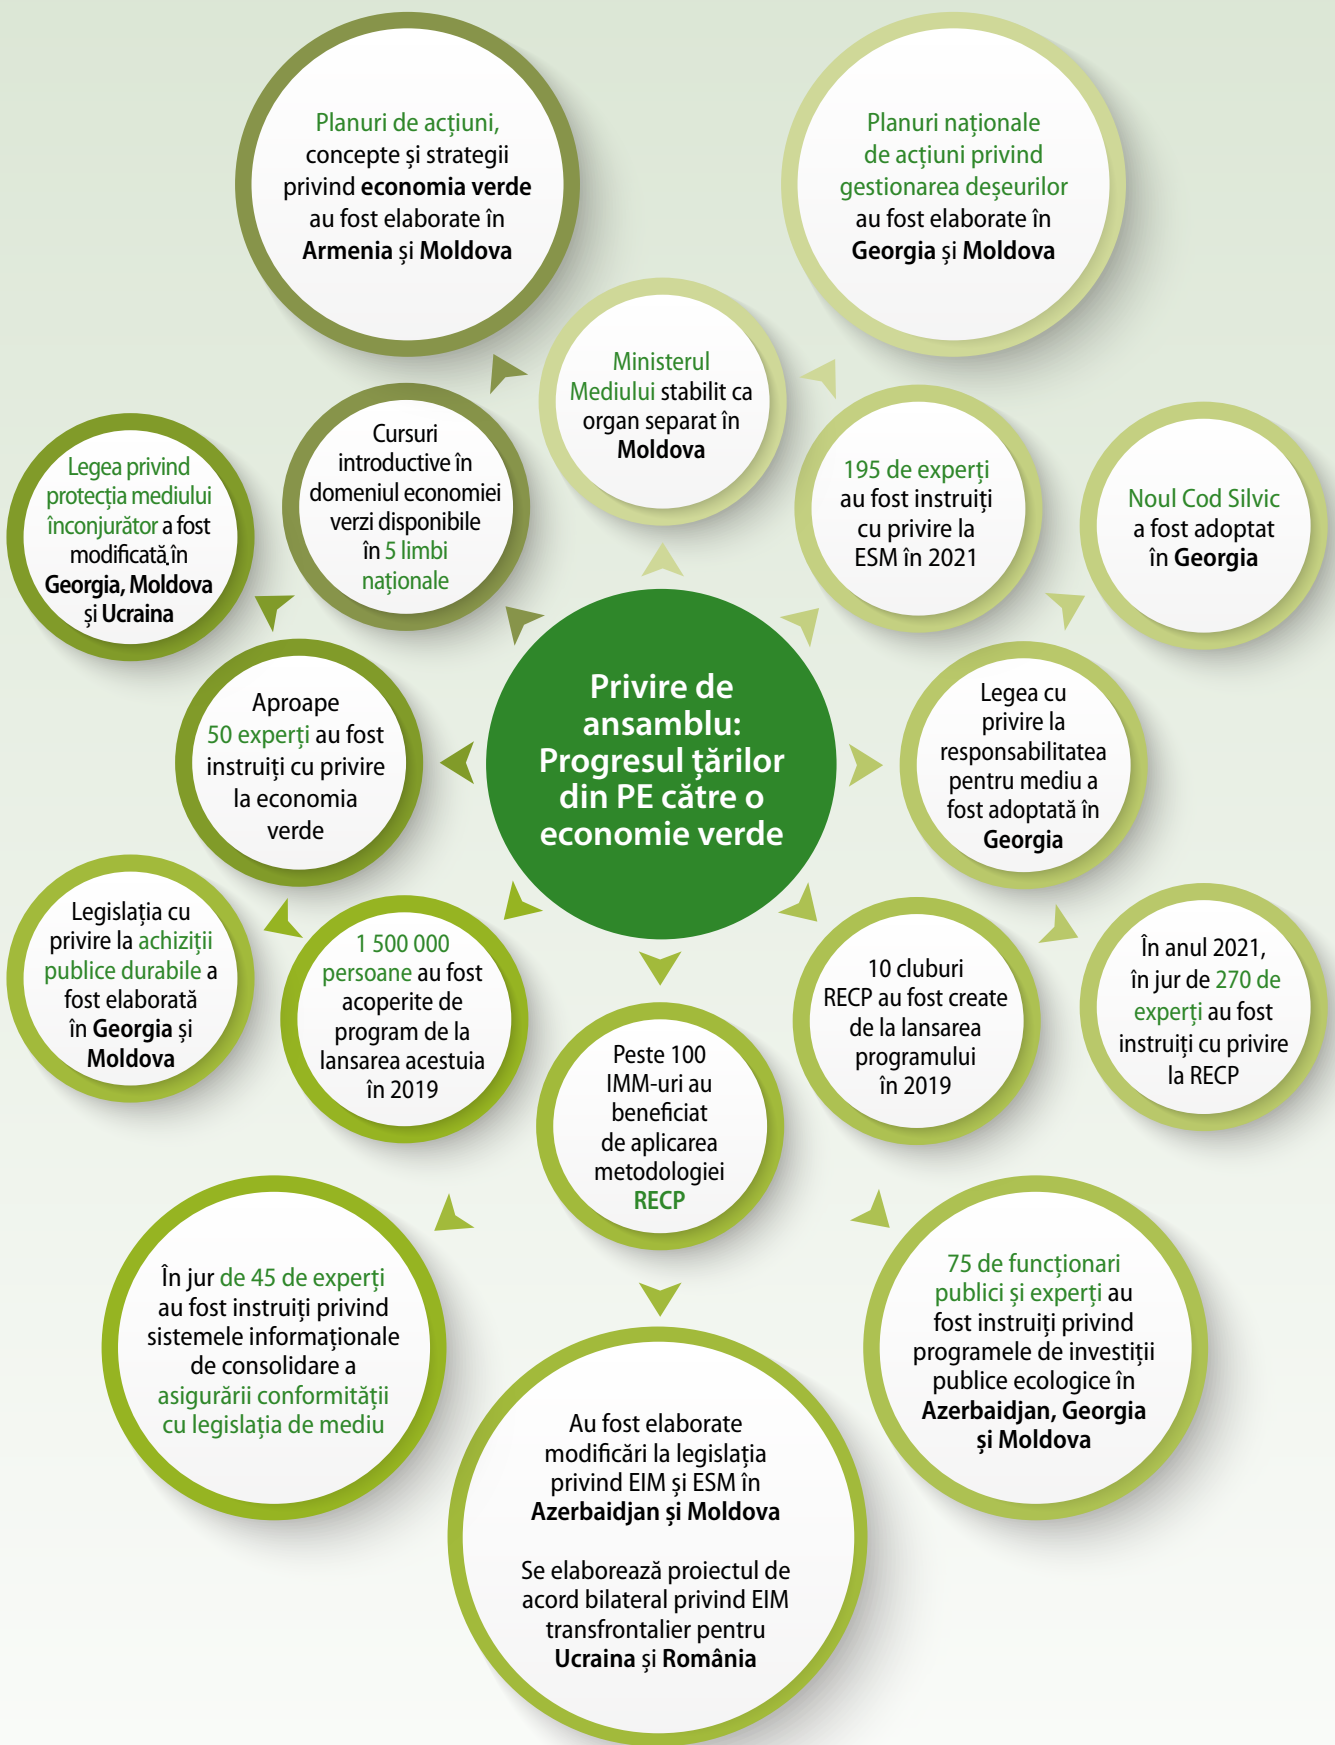 Planuri de acțiuni,
concepte și strategii
privind economia verde
au fost elaborate în
Armenia și Moldova
Planuri naționale
de acțiuni privind
gestionarea deșeurilor
au fost elaborate în
Georgia și Moldova
Ministerul
Mediului stabilit ca
organ separat în
Moldova
Legea privind
protecția mediului
înconjurător a fost
modificată în
Georgia, Moldova
și Ucraina
Cursuri
introductive în
domeniul economiei
verzi disponibile
în 5 limbi
naționale
195 de experți
au fost instruiți
cu privire la
ESM în 2021
Noul Cod Silvic
a fost adoptat
în Georgia
Aproape
50 experți au fost
instruiți cu privire
la economia
verde
Privire de
ansamblu:
Progresul țărilor
din PE către o
economie verde
Legea cu
privire la
responsabilitatea
pentru mediu a
fost adoptată în
Georgia
Legislația cu
privire la achiziții
publice durabile a
fost elaborată
în Georgia și
Moldova
1 500 000
persoane au fost
acoperite de
program de la
lansarea acestuia
în 2019
Peste 100
IMM-uri au
beneficiat
de aplicarea
metodologiei
RECP
10 cluburi
RECP au fost create
de la lansarea
programului
în 2019
În anul 2021,
în jur de 270 de
experți au fost
instruiți cu privire
la RECP
În jur de 45 de experți
au fost instruiți privind
sistemele informaționale
de consolidare a
asigurării conformității
cu legislația de mediu
Au fost elaborate
modificări la legislația
privind EIM și ESM în
Azerbaidjan și Moldova
Se elaborează proiectul de
acord bilateral privind EIM
transfrontalier pentru
Ucraina și România
75 de funcționari
publici și experți au
fost instruiți privind
programele de investiții
publice ecologice în
Azerbaidjan, Georgia
și Moldova